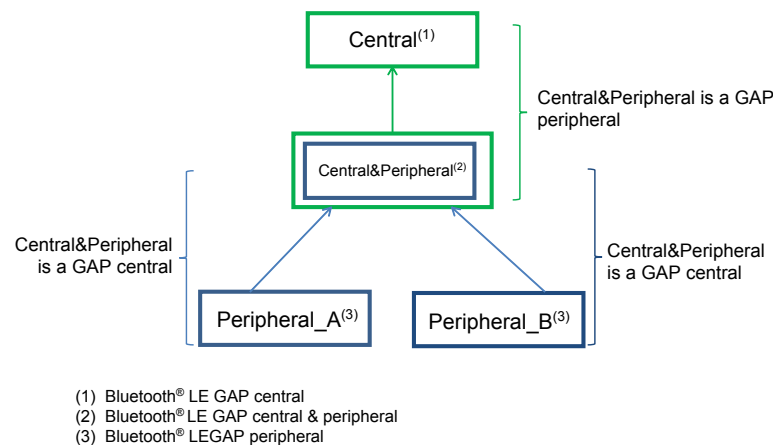 Central(1)
Central&Peripheral is a GAP
peripheral
Central&Peripheral(2)
Central&Peripheral
is a GAP central
Central&Peripheral
is a GAP central
Peripheral_A(3)
Peripheral_B(3)
(1) Bluetooth® LE GAP central
(2) Bluetooth® LE GAP central & peripheral
(3) Bluetooth® LEGAP peripheral